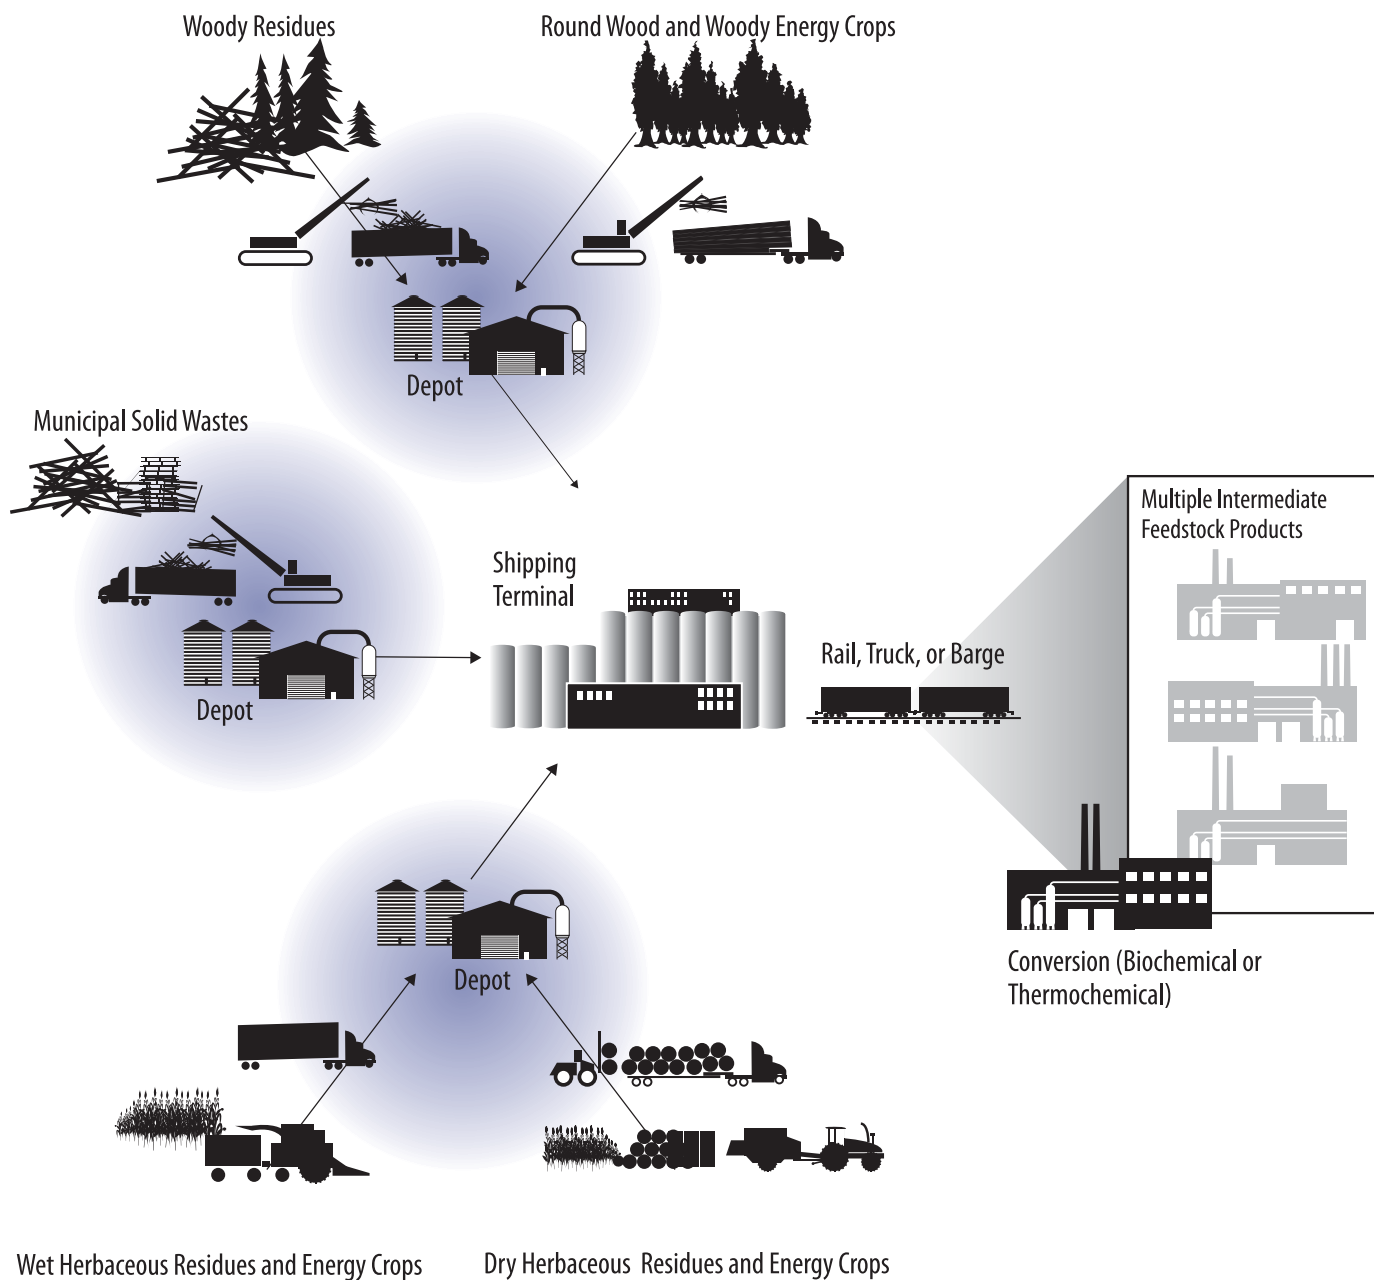 Woody Residues
Round Wood and Woody Energy Crops
Depot
Municipal Solid Wastes
Depot
Shipping
Terminal
Rail, Truck, or Barge
Multiple Intermediate
Feedstock Products
Depot
Conversion (Biochemical or
Thermochemical)
Wet Herbaceous Residues and Energy Crops
Dry Herbaceous Residues and Energy Crops